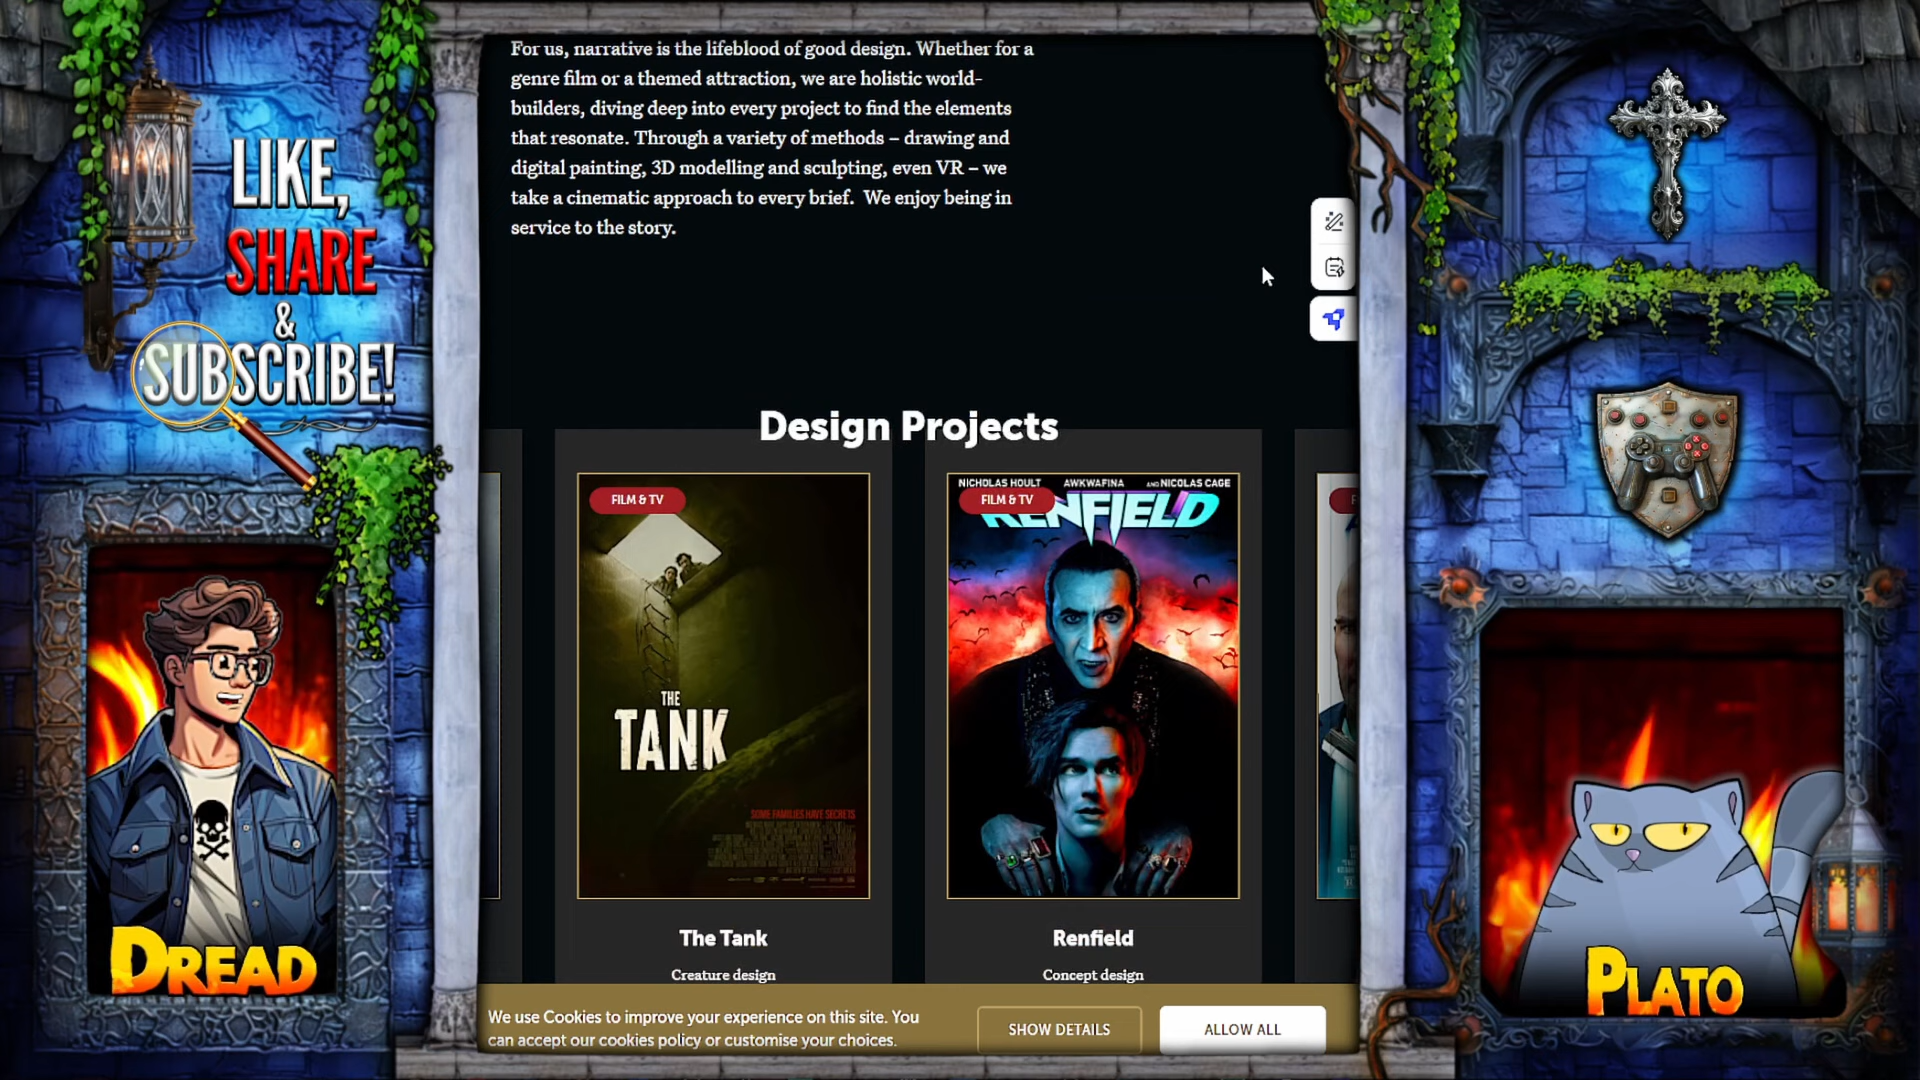 For us, narrative is the lifeblood of good design. Whether for a
genre film or a themed attraction, we are holistic world-
builders, diving deep into every project to find the elements
that resonate. Through a variety of methods – drawing and
digital painting, 3D modelling and sculpting, even VR – we
take a cinematic approach to every brief.  We enjoy being in
service to the story.
LIKE,
SHARE
&
SUBSCRIBE!
Design Projects
FILM & TV
THE
TANK
SOME FAMILIES HAVE SECRETS
The Tank
Creature design
NICHOLAS HOULT AWKWAFINA AND NICOLAS CAGE
FILM & TV
RENFIELD
Renfield
Concept design
F
We use Cookies to improve your experience on this site. You
can accept our cookies policy or customise your choices.
SHOW DETAILS
ALLOW ALL
DREAD
PLATO